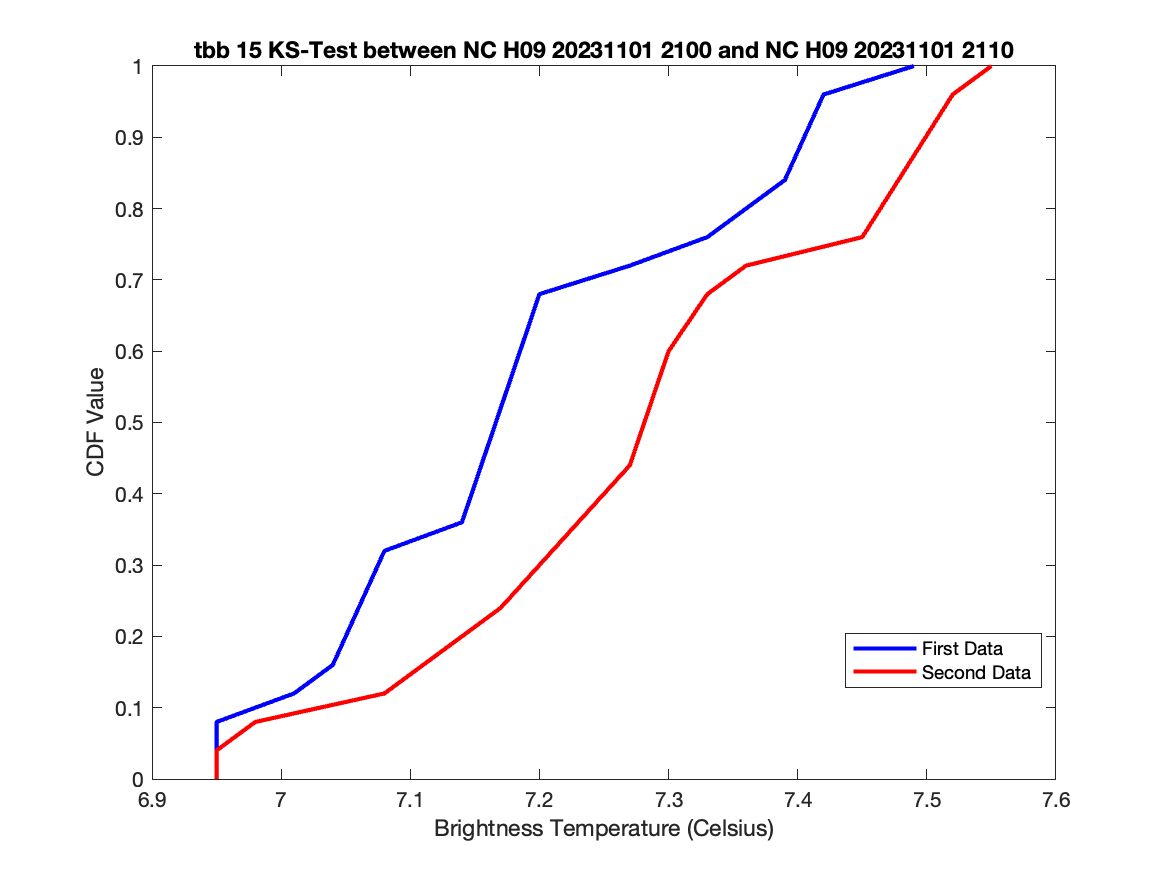 tbb 15 KS-Test between NC H09 20231101 2100 and NC H09 20231101 2110
1
0.9
0.8
0.7
0.6
0.5
0.4
0.3
0.2
0.1
0
CDF Value
First Data
Second Data
6.9 7 7.1 7.2 7.3 7.4 7.5 7.6
Brightness Temperature (Celsius)